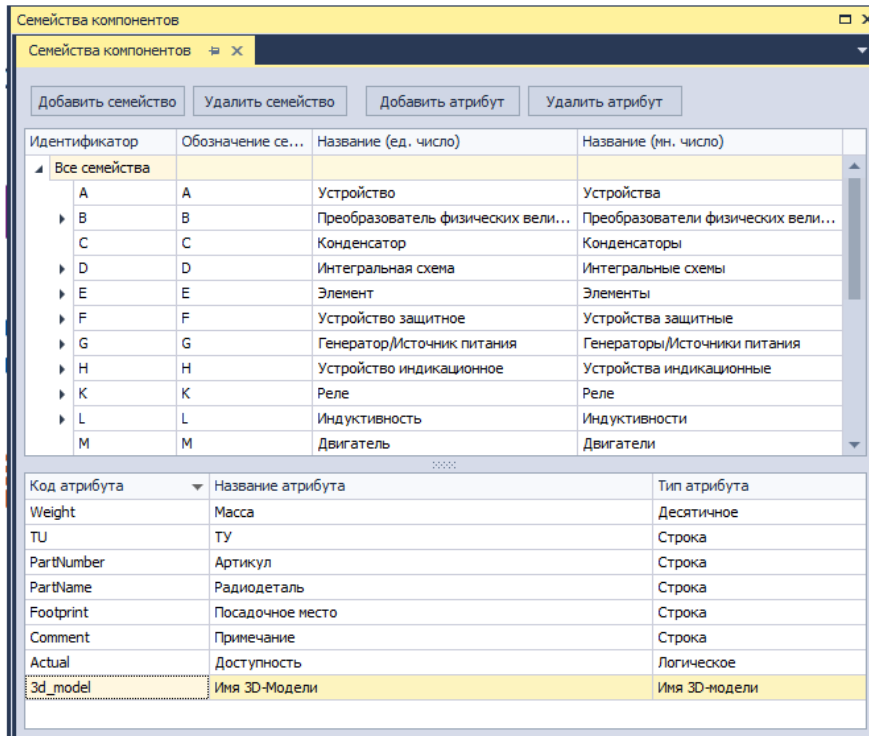 Семейства компонентов
Семейства компонентов
Добавить семейство Удалить семейство Добавить атрибут Удалить атрибут
Идентификатор Обозначение се... Название (ед. число) Название (мн. число)
Все семейства
A A Устройство Устройства
B B Преобразователь физических вели... Преобразователи физических вели...
C C Конденсатор Конденсаторы
D D Интегральная схема Интегральные схемы
E E Элемент Элементы
F F Устройство защитное Устройства защитные
G G Генератор/Источник питания Генераторы/Источники питания
H H Устройство индикационное Устройства индикационные
K K Реле Реле
L L Индуктивность Индуктивности
M M Двигатель Двигатели
Код атрибута Название атрибута Тип атрибута
Weight Масса Десятичное
TU ТУ Строка
PartNumber Артикул Строка
PartName Радиодеталь Строка
Footprint Посадочное место Строка
Comment Примечание Строка
Actual Доступность Логическое
3d_model Имя 3D-Модели Имя 3D-модели